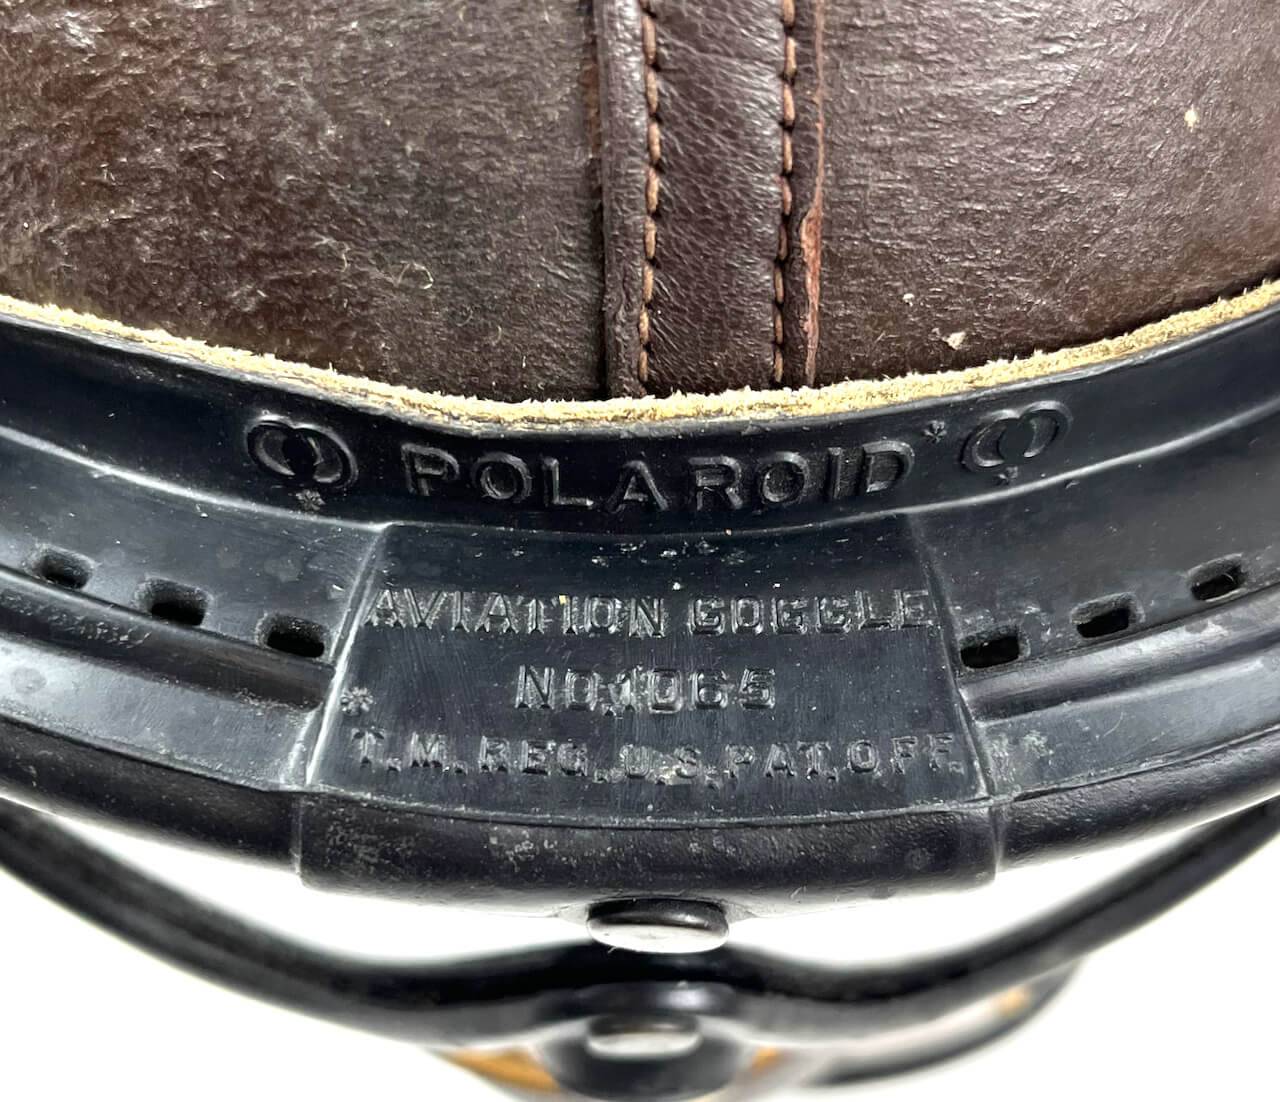 POLAROID*
AVIATION GOGGLE
NO. 1065
* T.M. REG. U.S. PAT. OFF.